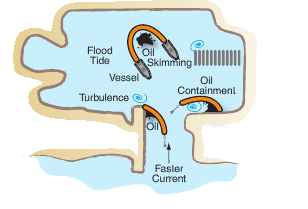 Flood
Tide
Oil
Skimming
Vessel
Oil
Containment
Turbulence
Oil
Faster
Current